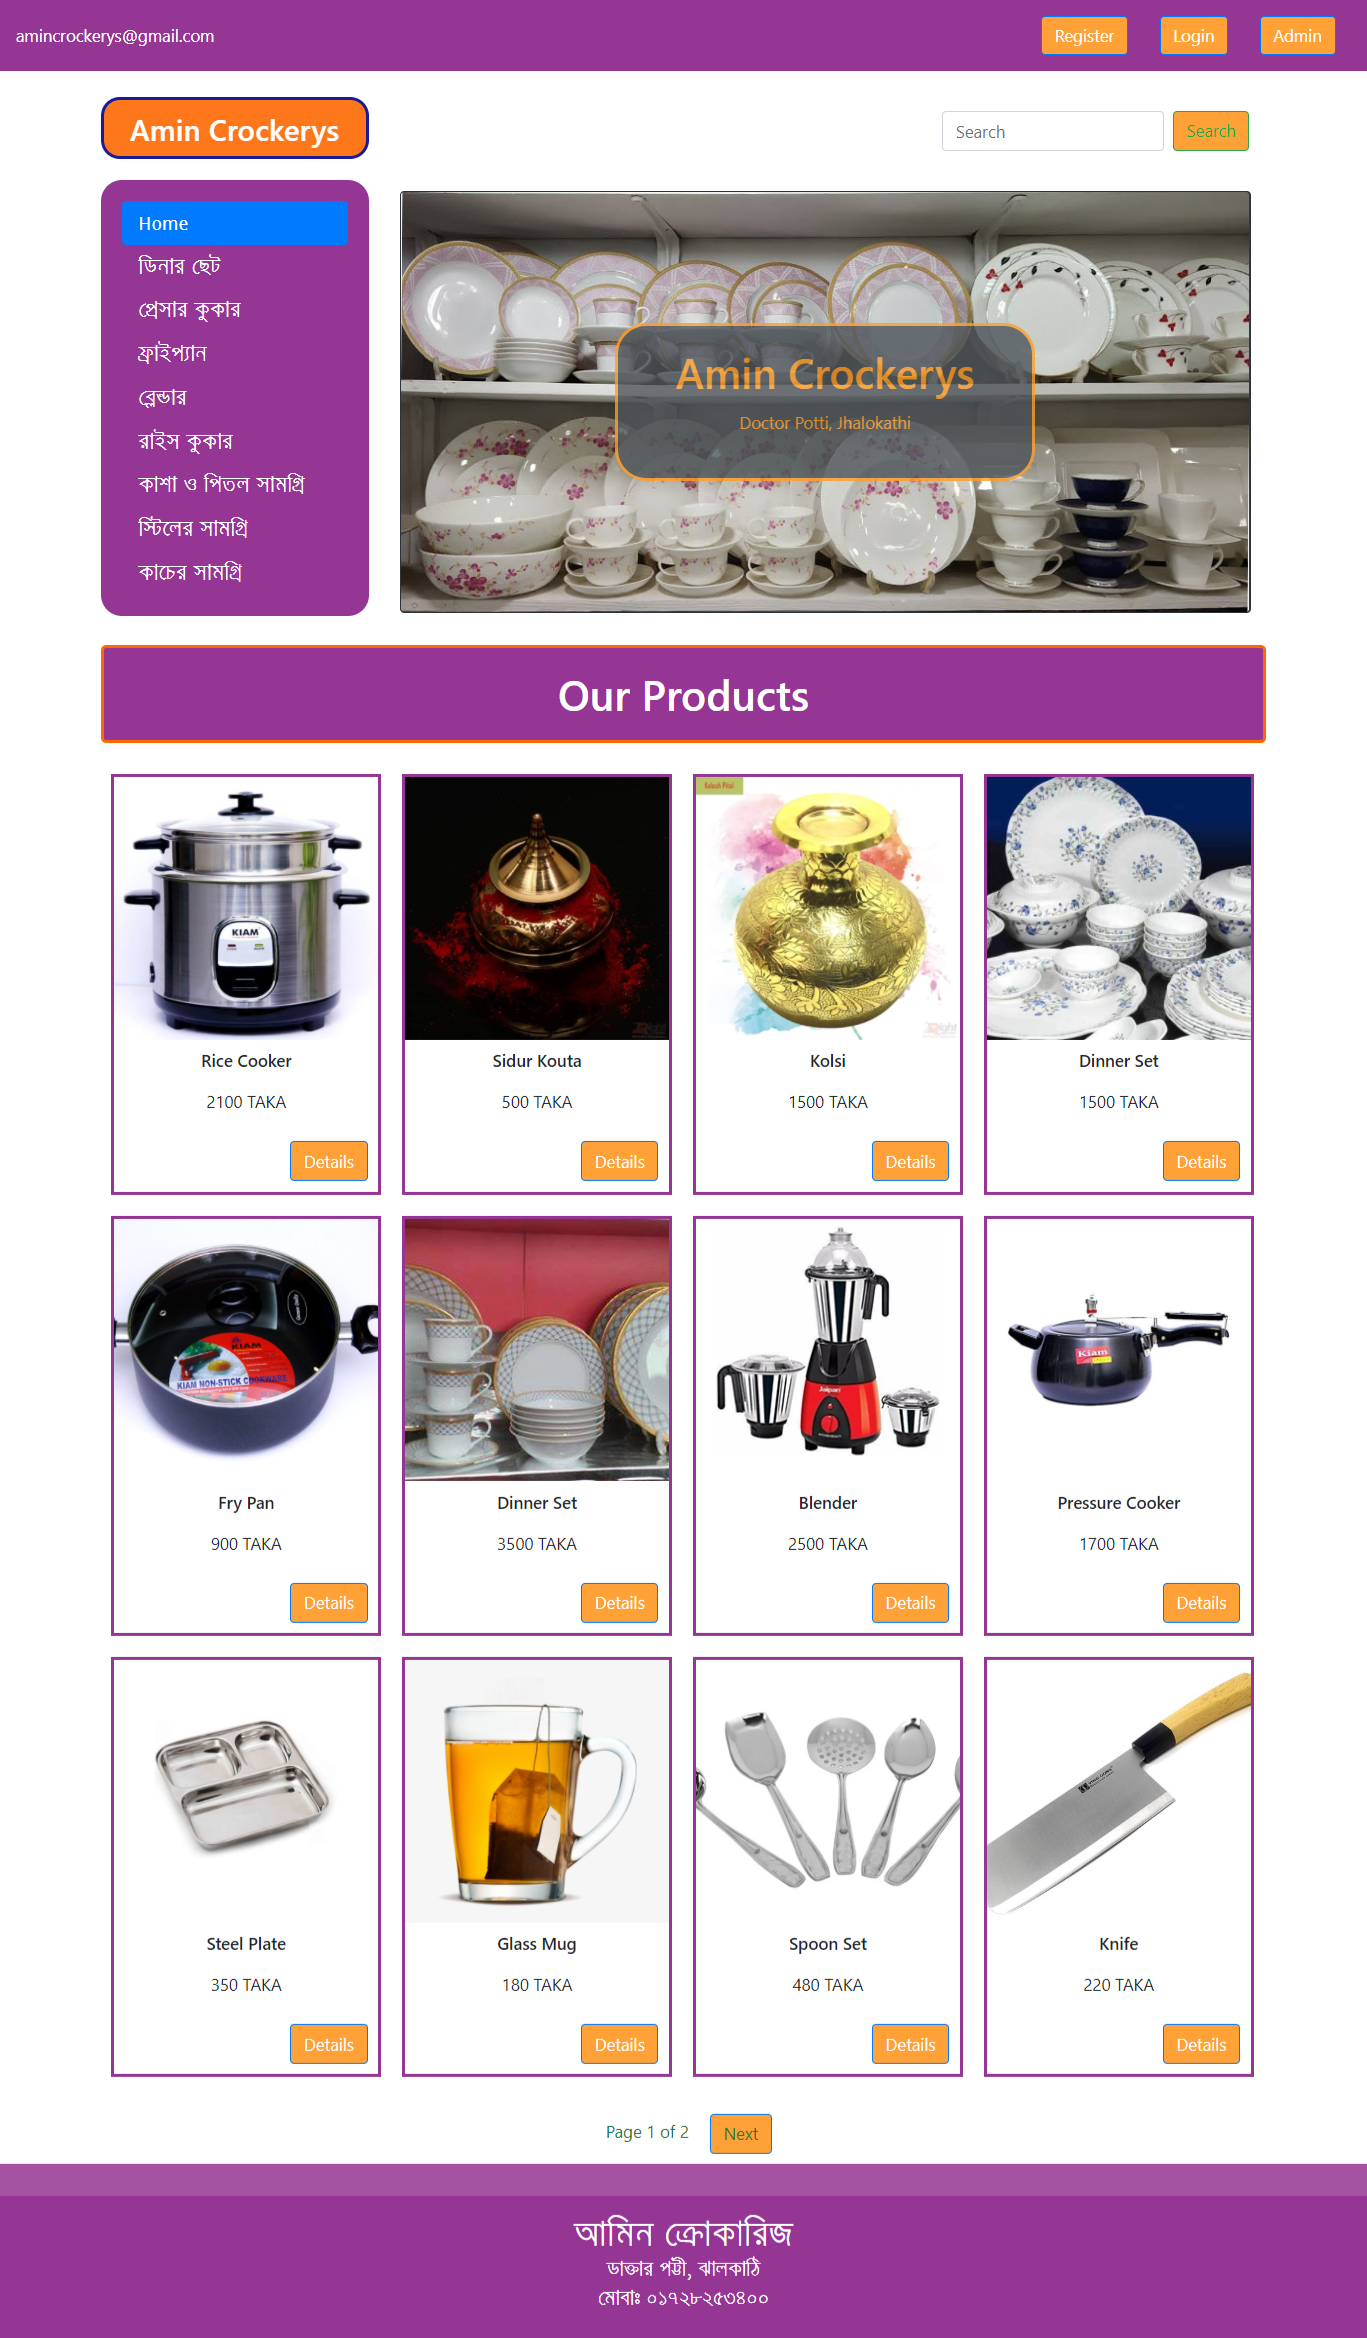 amincrockerys@gmail.com
Register
Login
Admin
Amin Crockerys
Search
Search
Home
ডিনার ছেট
প্রেসার কুকার
ফ্রাইপ্যান
ব্লেন্ডার
রাইস কুকার
কাশা ও পিতল সামগ্রি
স্টিলের সামগ্রি
কাচের সামগ্রি
Amin Crockerys
Doctor Potti, Jhalokathi
Our Products
KIAM
Kolosh Pital
Rice Cooker
Sidur Kouta
Kolsi
Dinner Set
2100 TAKA
500 TAKA
1500 TAKA
1500 TAKA
Details
Details
Details
Details
KIAM
KIAM NON-STICK COOKWARE
Jaipan
Kiam
Fry Pan
Dinner Set
Blender
Pressure Cooker
900 TAKA
3500 TAKA
2500 TAKA
1700 TAKA
Details
Details
Details
Details
Steel Plate
Glass Mug
Spoon Set
Knife
350 TAKA
180 TAKA
480 TAKA
220 TAKA
Details
Details
Details
Details
Page 1 of 2
Next
আমিন ক্রোকারিজ
ডাক্তার পট্টী, ঝালকাঠি
মোবাঃ ০১৭২৮২৫৩৪০০